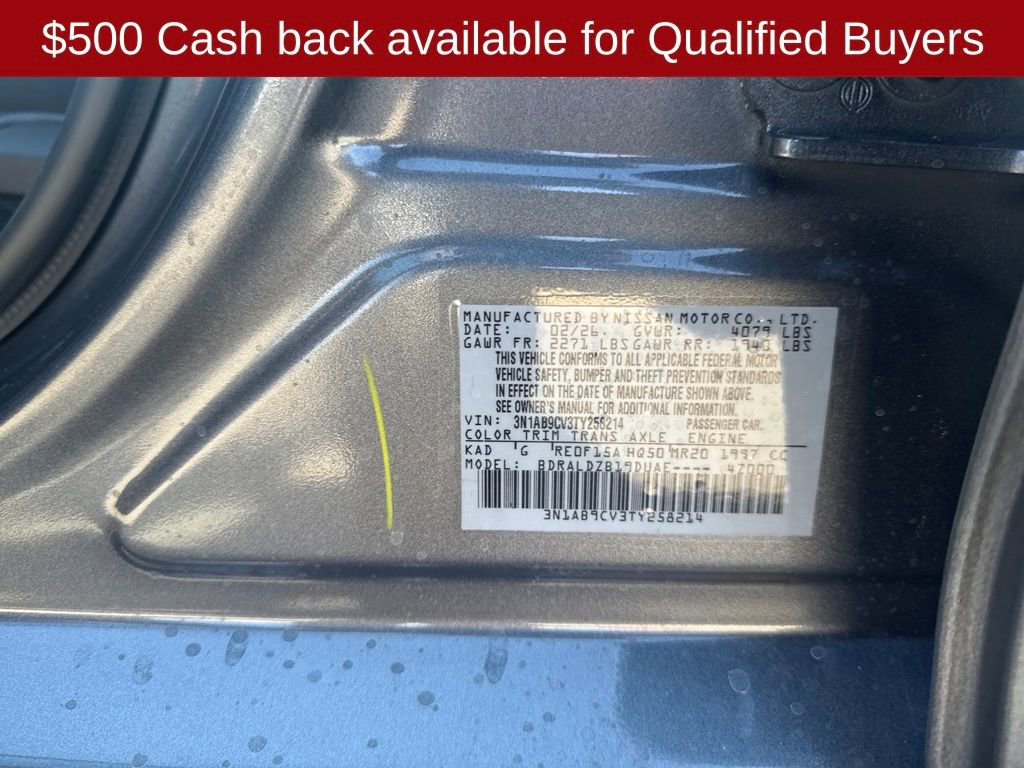 $500 Cash back available for Qualified Buyers
MANUFACTURED BY NISSAN MOTOR CO., LTD.
DATE: 02/26 GVWR: 4079 LBS
GAWR FR: 2271 LBS GAWR RR: 1940 LBS
THIS VEHICLE CONFORMS TO ALL APPLICABLE FEDERAL MOTOR
VEHICLE SAFETY, BUMPER AND THEFT PREVENTION STANDARDS
IN EFFECT ON THE DATE OF MANUFACTURE SHOWN ABOVE.
SEE OWNER'S MANUAL FOR ADDITIONAL INFORMATION.
VIN: 3N1AB9CV3TY258214 PASSENGER CAR.
COLOR TRIM TRANS AXLE ENGINE
KAD G RE0F15A HQ50 MR20 1997 CC
MODEL: BDRALDZB19DUAE---- 47000
3N1AB9CV3TY258214